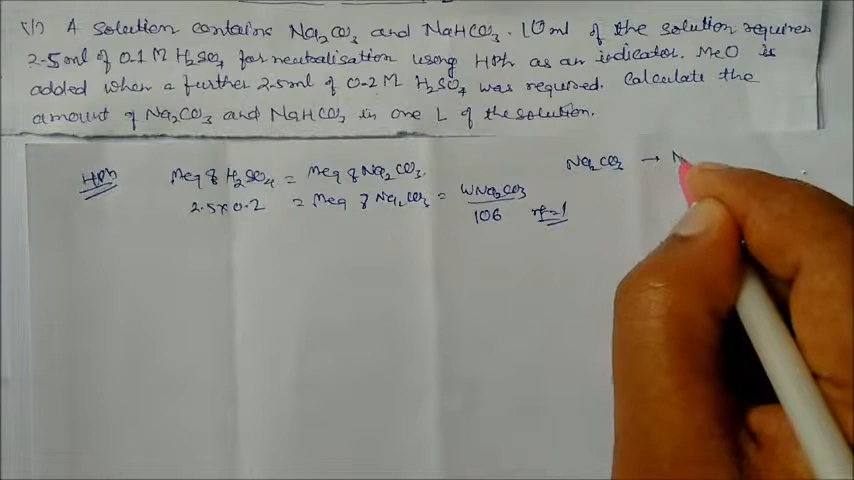 VI) A solution contains Na2CO3 and NaHCO3. 10ml of the solution requires
2.5ml of 0.1 M H2SO4 for neutralisation using HPh as an indicator. MeO is
added when a further 2.5ml of 0.2 M H2SO4 was required. Calculate the
amount of Na2CO3 and NaHCO3 in one L of the solution.
HPh Meq of H2SO4 = Meq of Na2CO3. Na2CO3 → N
2.5×0.2 = Meq of Na2CO3 = WNa2CO3 / 106 nf=1